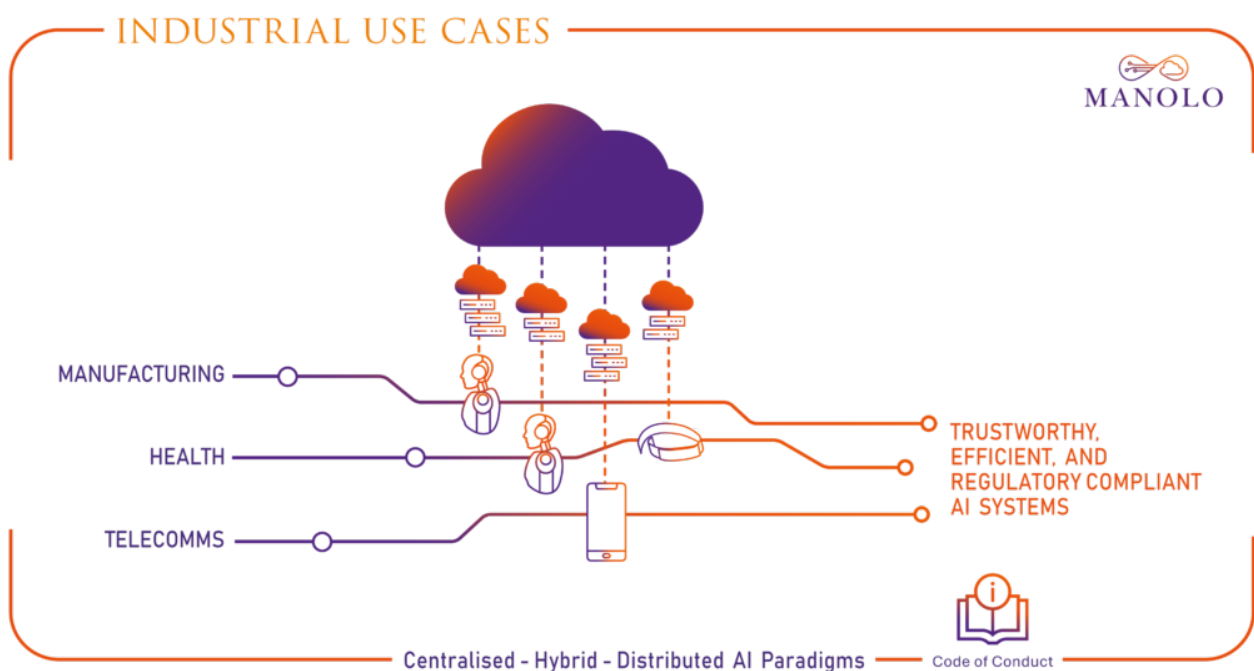 INDUSTRIAL USE CASES
MANOLO
MANUFACTURING
HEALTH
TELECOMMS
TRUSTWORTHY,
EFFICIENT, AND
REGULATORY COMPLIANT
AI SYSTEMS
i
Centralised - Hybrid - Distributed AI Paradigms
Code of Conduct